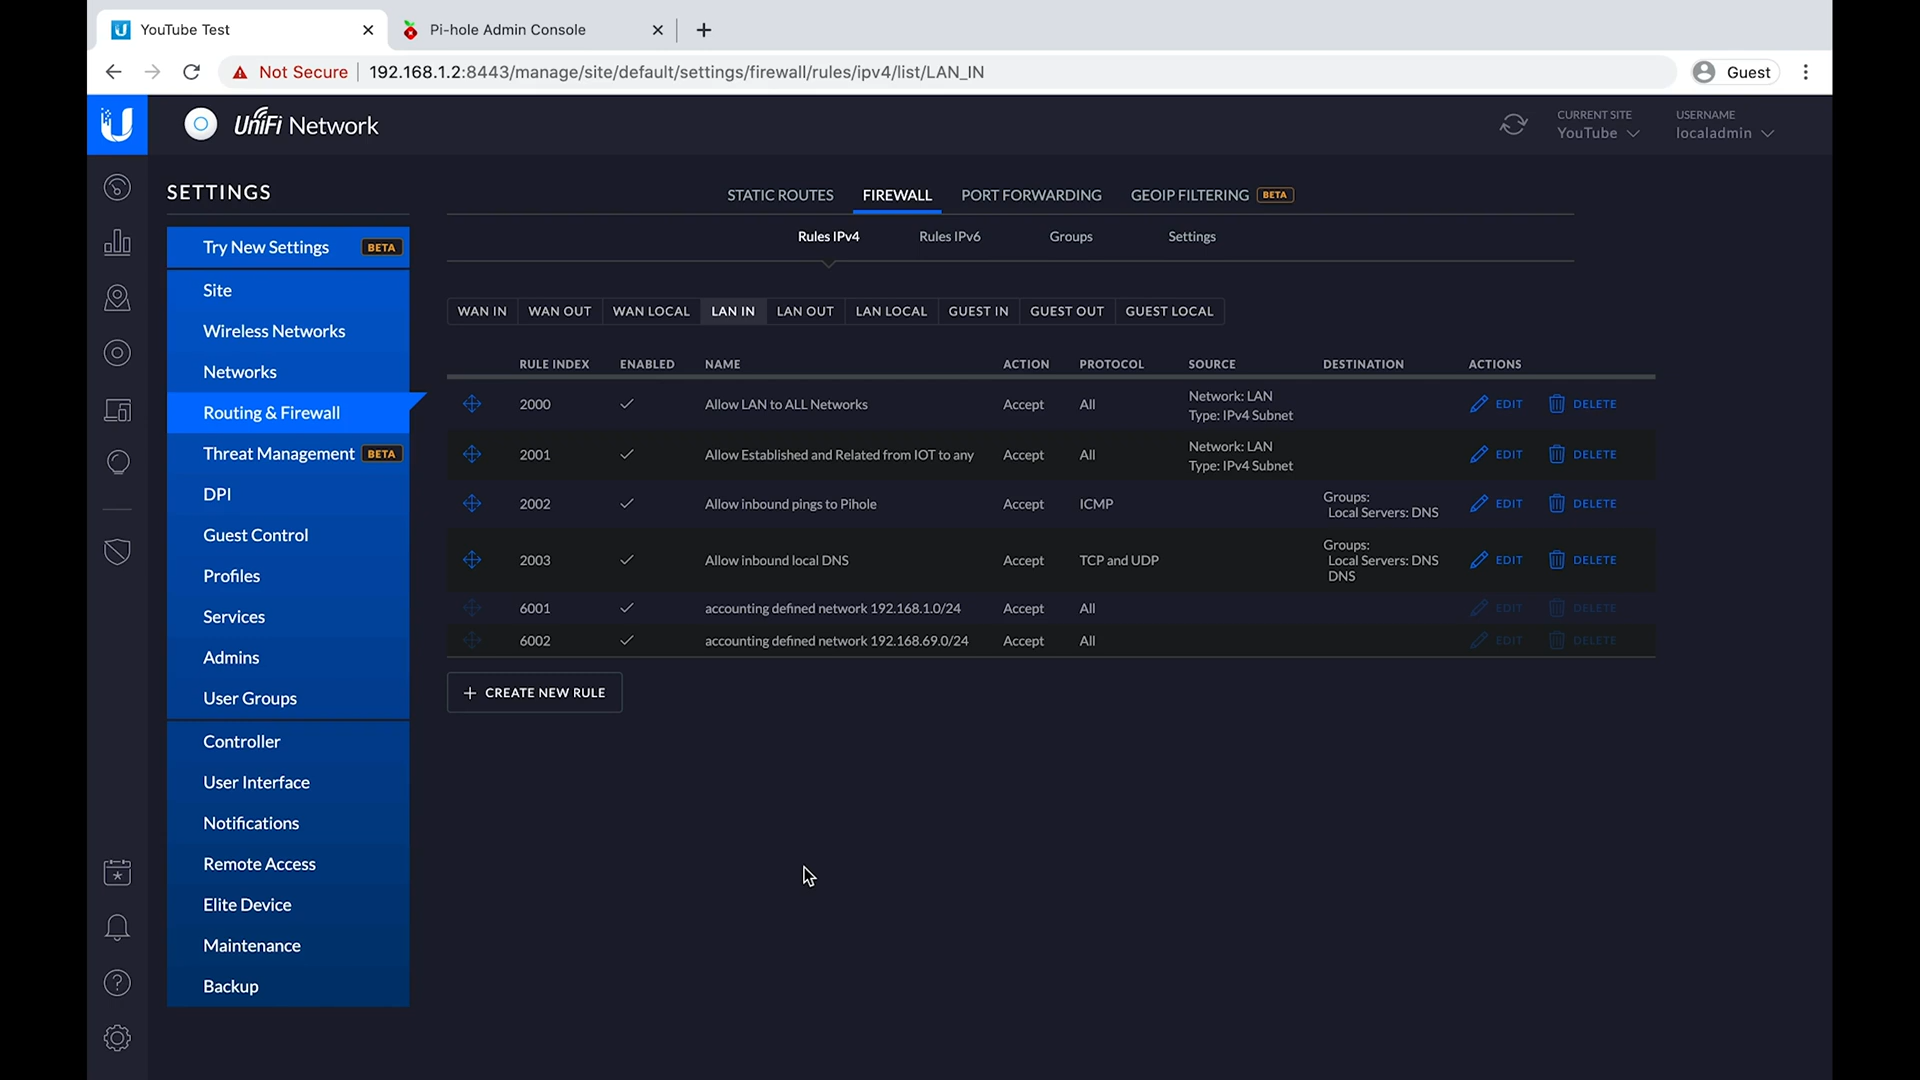 YouTube Test
Pi-hole Admin Console
Not Secure
192.168.1.2:8443/manage/site/default/settings/firewall/rules/ipv4/list/LAN_IN
Guest
UniFi Network
CURRENT SITE
YouTube
USERNAME
localadmin
SETTINGS
Try New Settings BETA
Site
Wireless Networks
Networks
Routing & Firewall
Threat Management BETA
DPI
Guest Control
Profiles
Services
Admins
User Groups
Controller
User Interface
Notifications
Remote Access
Elite Device
Maintenance
Backup
STATIC ROUTES FIREWALL PORT FORWARDING GEOIP FILTERING BETA
Rules IPv4 Rules IPv6 Groups Settings
WAN IN WAN OUT WAN LOCAL LAN IN LAN OUT LAN LOCAL GUEST IN GUEST OUT GUEST LOCAL
RULE INDEX ENABLED NAME ACTION PROTOCOL SOURCE DESTINATION ACTIONS
2000 Allow LAN to ALL Networks Accept All
Network: LAN
Type: IPv4 Subnet
EDIT DELETE
2001 Allow Established and Related from IOT to any Accept All
Network: LAN
Type: IPv4 Subnet
EDIT DELETE
2002 Allow inbound pings to Pihole Accept ICMP
Groups:
Local Servers: DNS
EDIT DELETE
2003 Allow inbound local DNS Accept TCP and UDP
Groups:
Local Servers: DNS
DNS
EDIT DELETE
6001 accounting defined network 192.168.1.0/24 Accept All EDIT DELETE
6002 accounting defined network 192.168.69.0/24 Accept All EDIT DELETE
CREATE NEW RULE